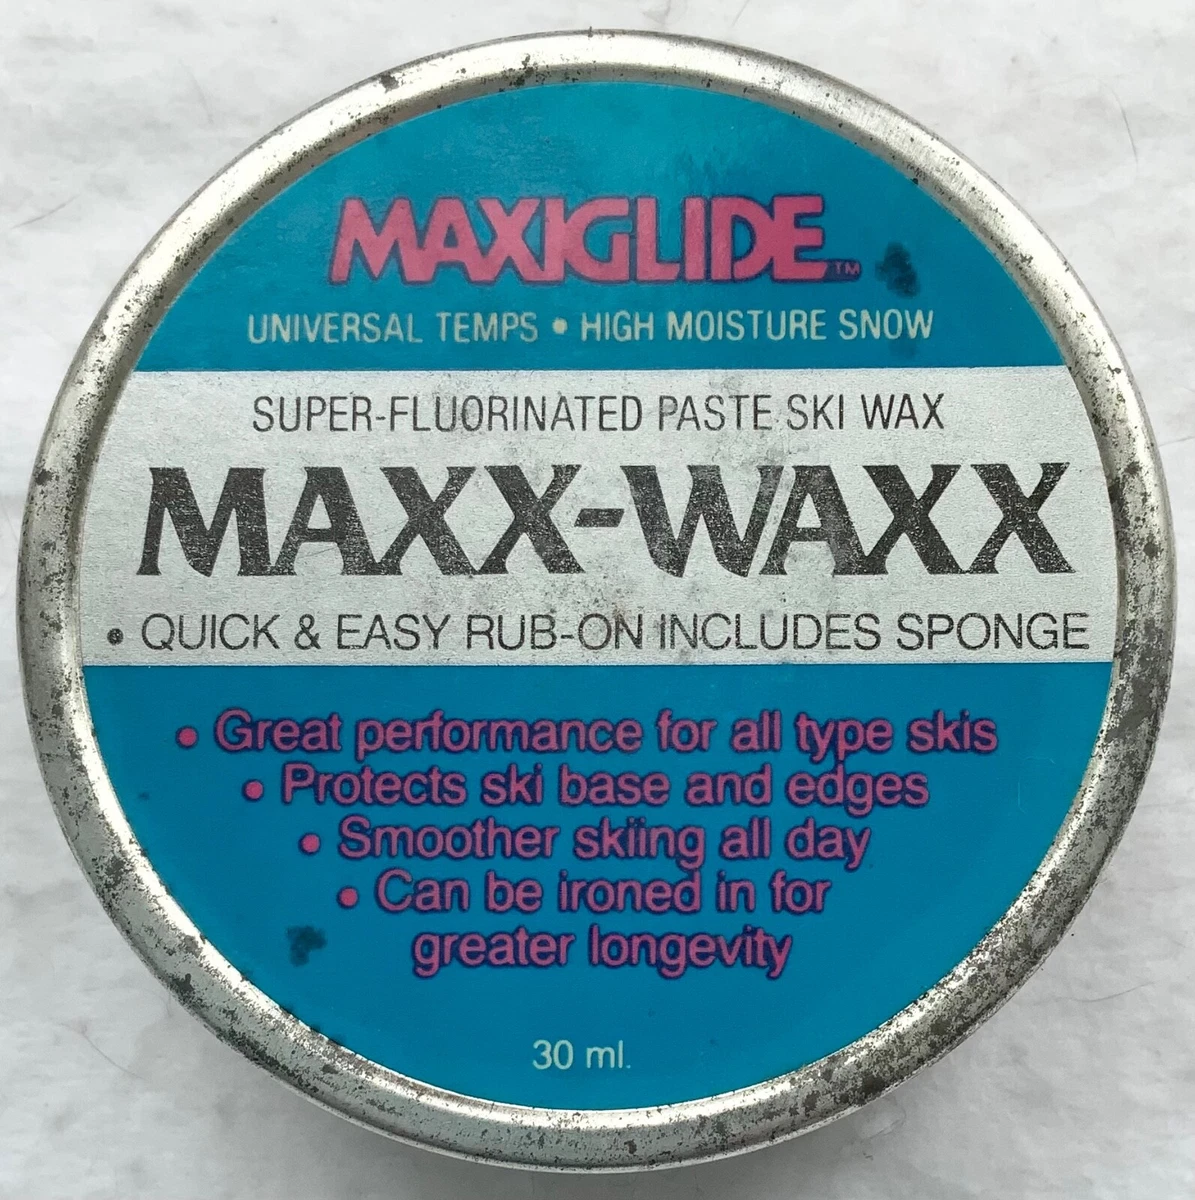 MAXIGLIDE™
UNIVERSAL TEMPS • HIGH MOISTURE SNOW
SUPER-FLUORINATED PASTE SKI WAX
MAXX-WAXX
• QUICK & EASY RUB-ON INCLUDES SPONGE
• Great performance for all type skis
• Protects ski base and edges
• Smoother skiing all day
• Can be ironed in for
greater longevity
30 ml.